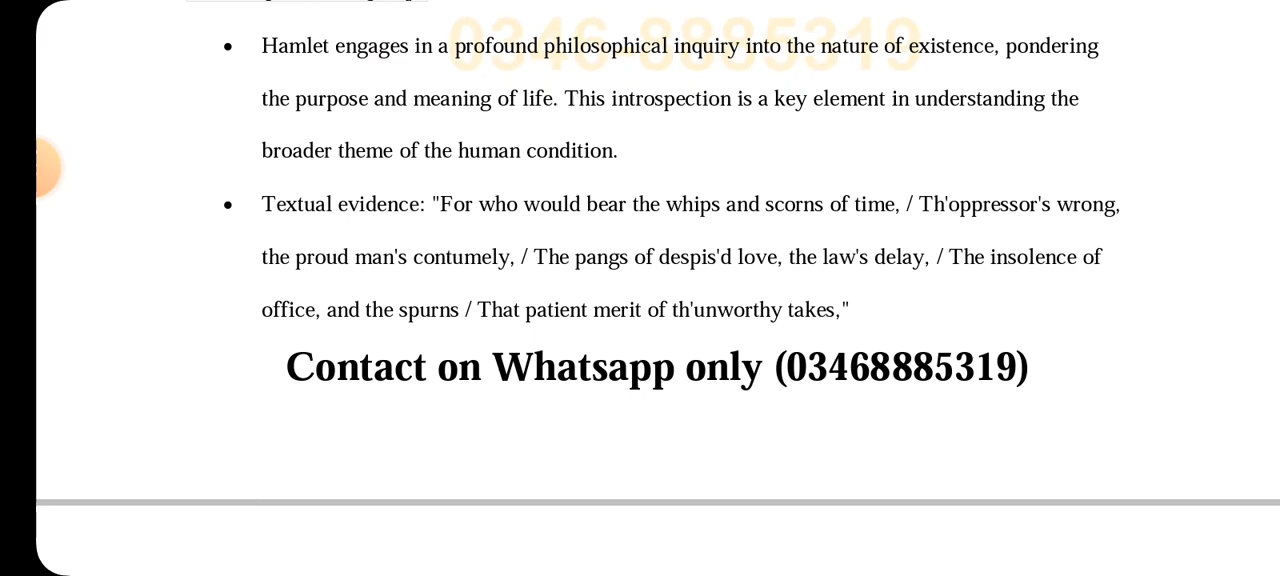 0346-8885319
Hamlet engages in a profound philosophical inquiry into the nature of existence, pondering
the purpose and meaning of life. This introspection is a key element in understanding the
broader theme of the human condition.
Textual evidence: "For who would bear the whips and scorns of time, / Th'oppressor's wrong,
the proud man's contumely, / The pangs of despis'd love, the law's delay, / The insolence of
office, and the spurns / That patient merit of th'unworthy takes,"
Contact on Whatsapp only (03468885319)